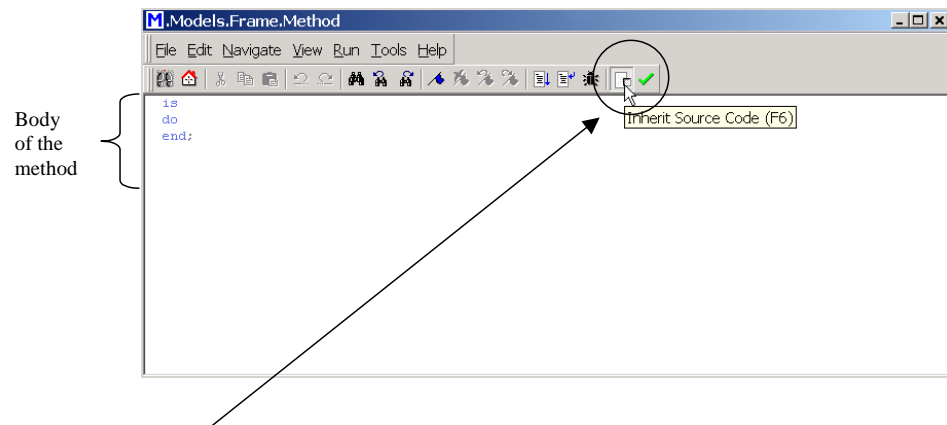 M.Models.Frame.Method
File Edit Navigate View Run Tools Help
Inherit Source Code (F6)
Body
of the
method
is
do
end;